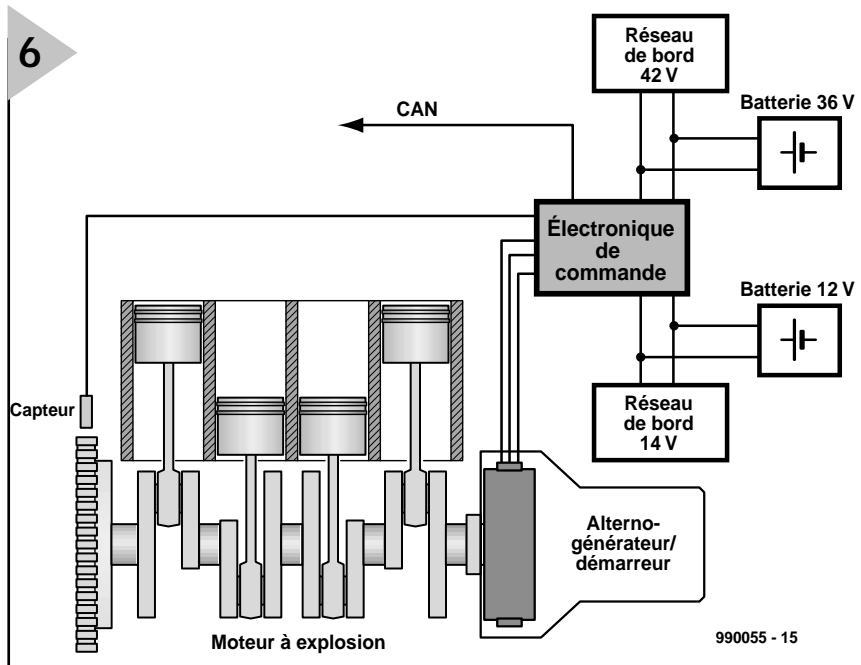 6
Réseau
de bord
42 V
Batterie 36 V
CAN
Électronique
de
commande
Batterie 12 V
Capteur
Réseau
de bord
14 V
Alterno-
générateur/
démarreur
Moteur à explosion
990055 - 15